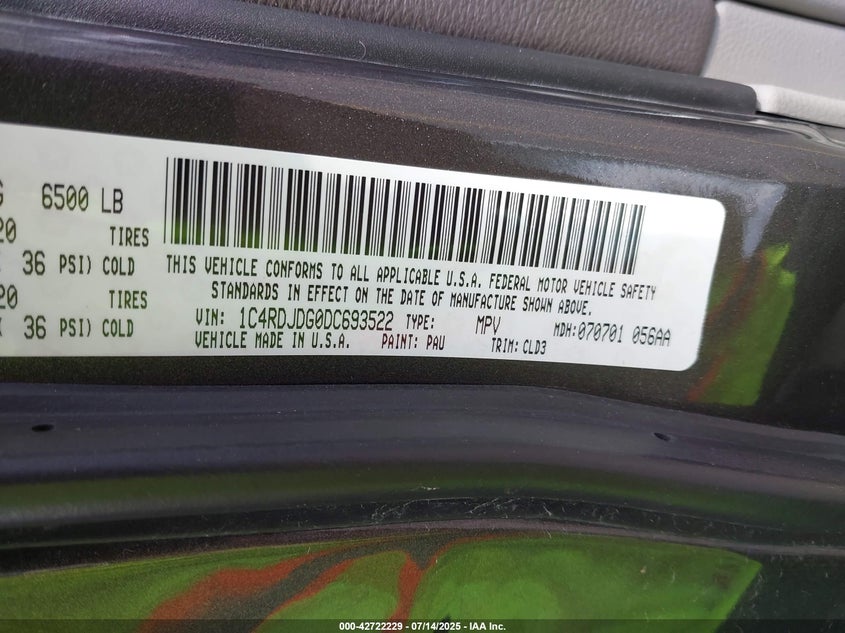 G 6500 LB
20 TIRES
36 PSI) COLD
20 TIRES
36 PSI) COLD
THIS VEHICLE CONFORMS TO ALL APPLICABLE U.S.A. FEDERAL MOTOR VEHICLE SAFETY
STANDARDS IN EFFECT ON THE DATE OF MANUFACTURE SHOWN ABOVE.
VIN: 1C4RDJDG0DC693522 TYPE: MPV MDH:070701 056AA
VEHICLE MADE IN U.S.A. PAINT: PAU TRIM: CLD3
000-42722229 - 07/14/2025 - IAA Inc.